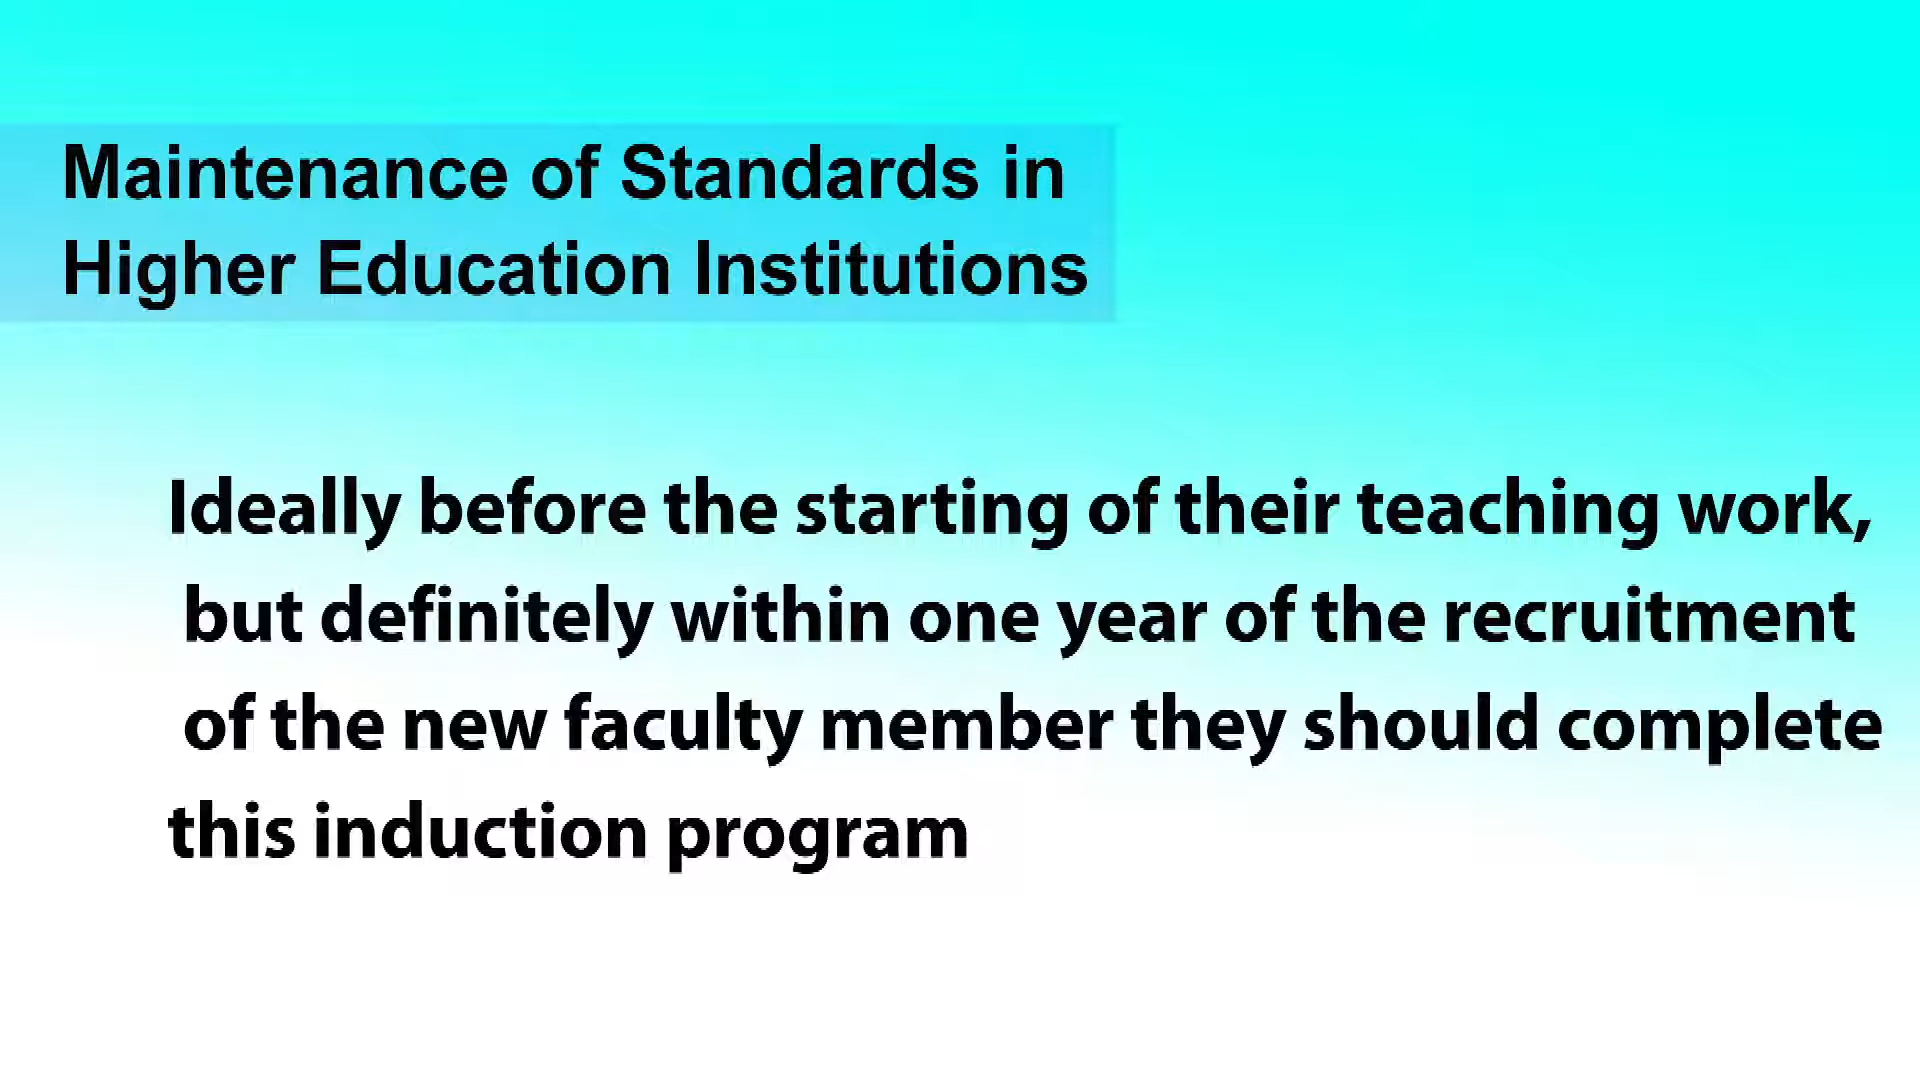 Maintenance of Standards in
Higher Education Institutions
Ideally before the starting of their teaching work,
but definitely within one year of the recruitment
of the new faculty member they should complete
this induction program